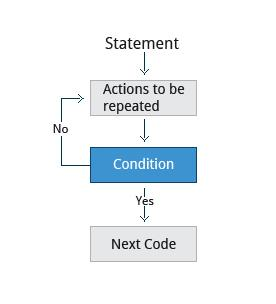 Statement
Actions to be
repeated
No
Condition
Yes
Next Code